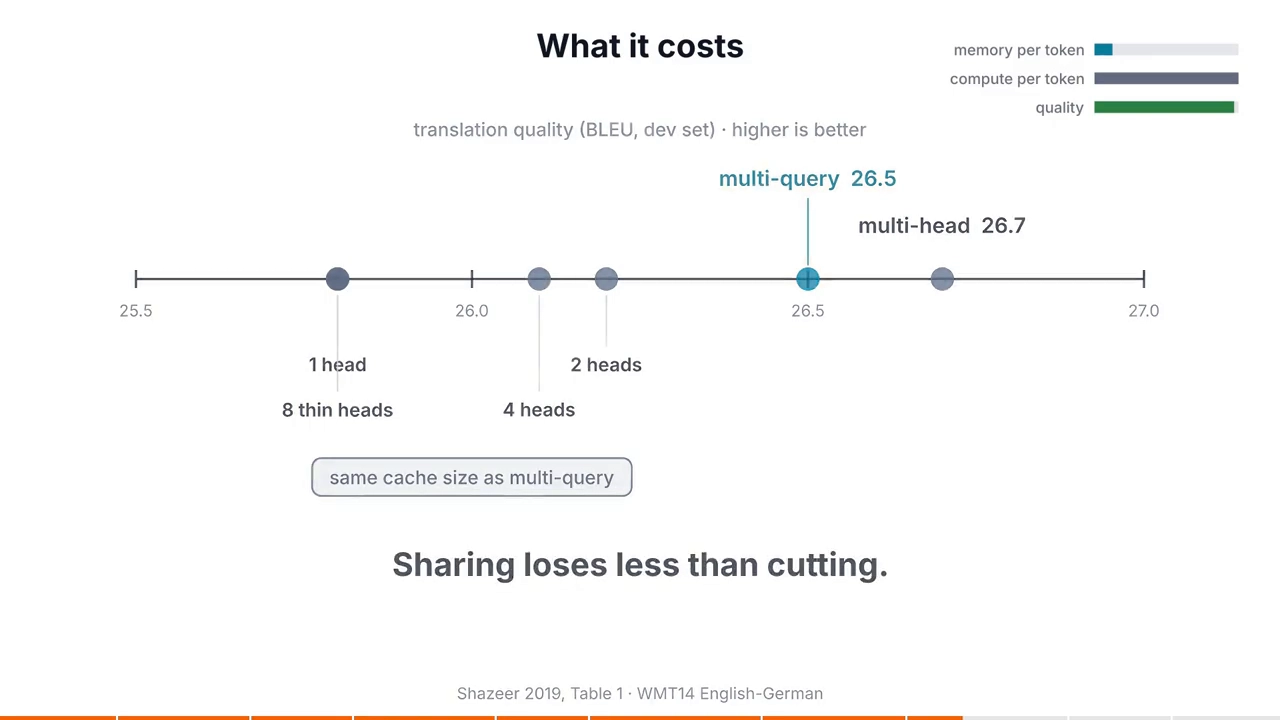 What it costs
memory per token
compute per token
quality
translation quality (BLEU, dev set) · higher is better
multi-query 26.5
multi-head 26.7
25.5
26.0
26.5
27.0
1 head
2 heads
8 thin heads
4 heads
same cache size as multi-query
Sharing loses less than cutting.
Shazeer 2019, Table 1 · WMT14 English-German